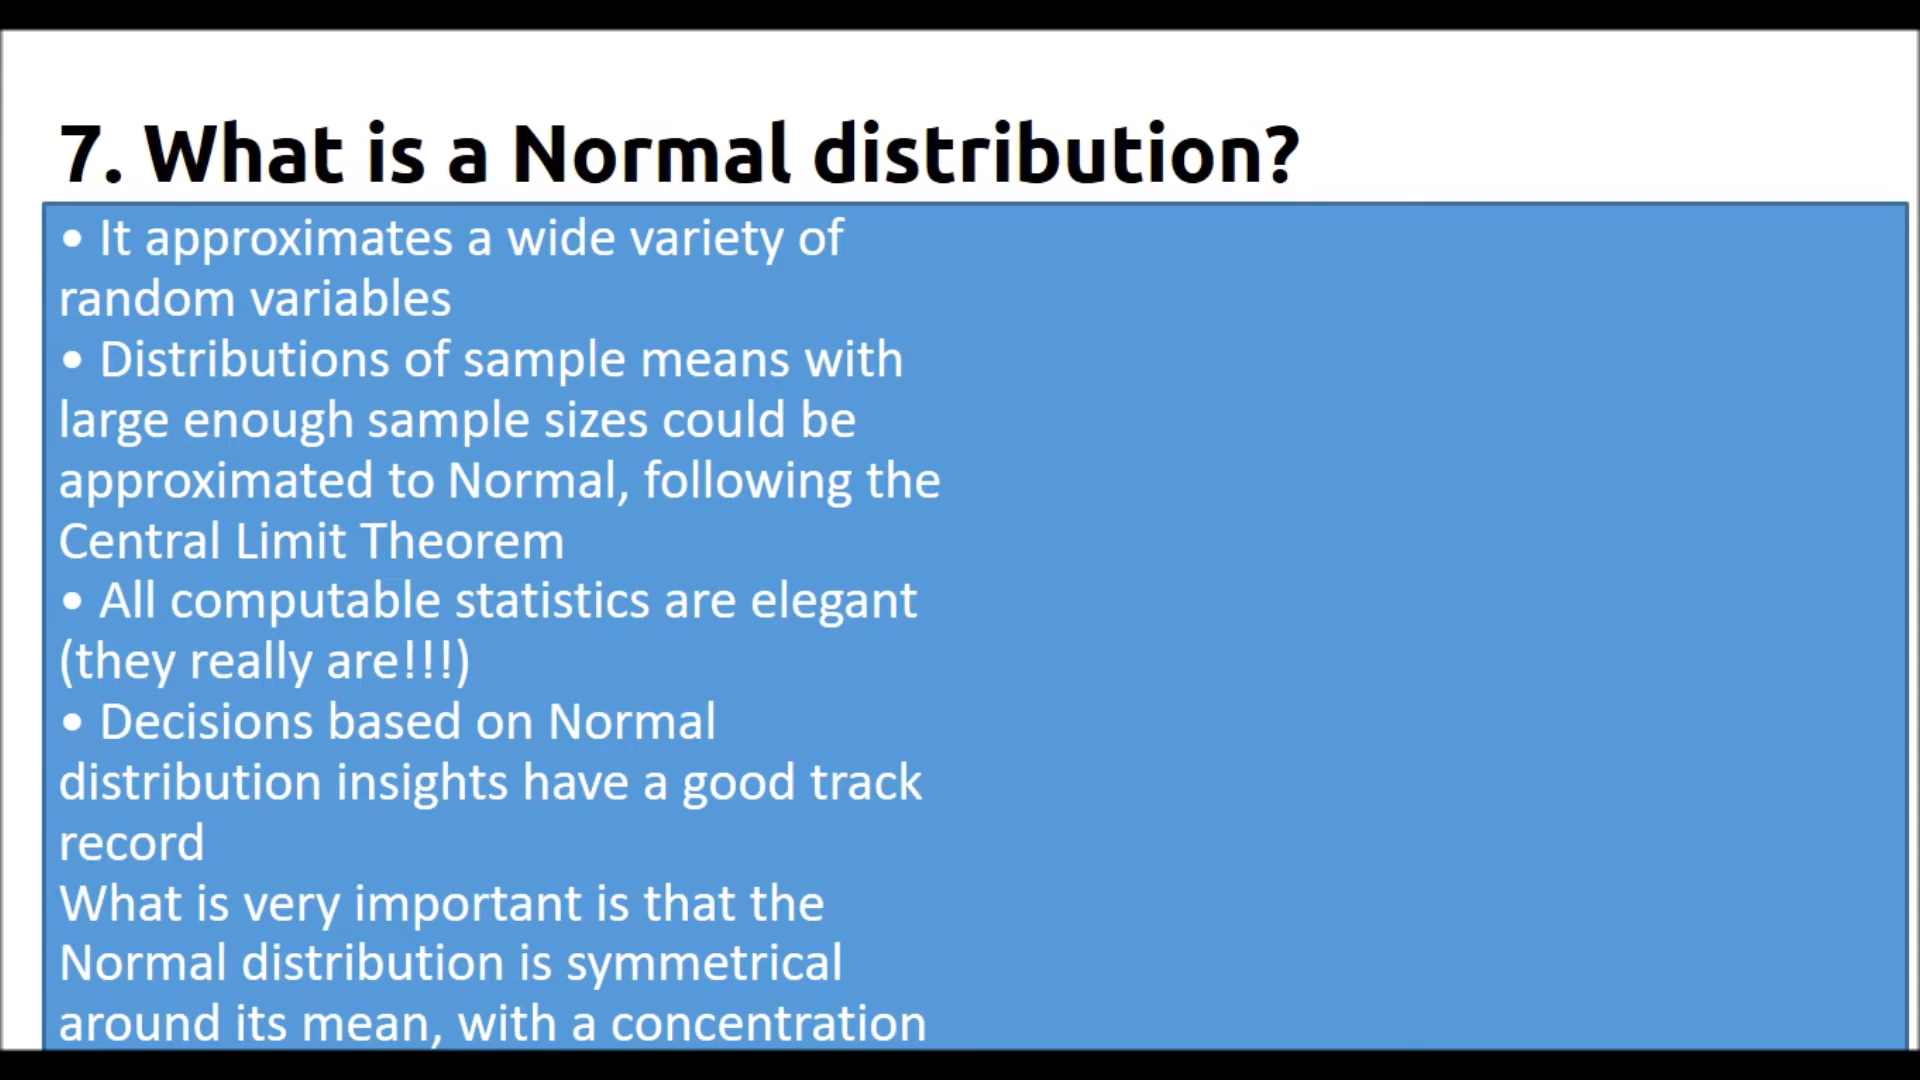 7. What is a Normal distribution?
• It approximates a wide variety of
random variables
• Distributions of sample means with
large enough sample sizes could be
approximated to Normal, following the
Central Limit Theorem
• All computable statistics are elegant
(they really are!!!)
• Decisions based on Normal
distribution insights have a good track
record
What is very important is that the
Normal distribution is symmetrical
around its mean, with a concentration